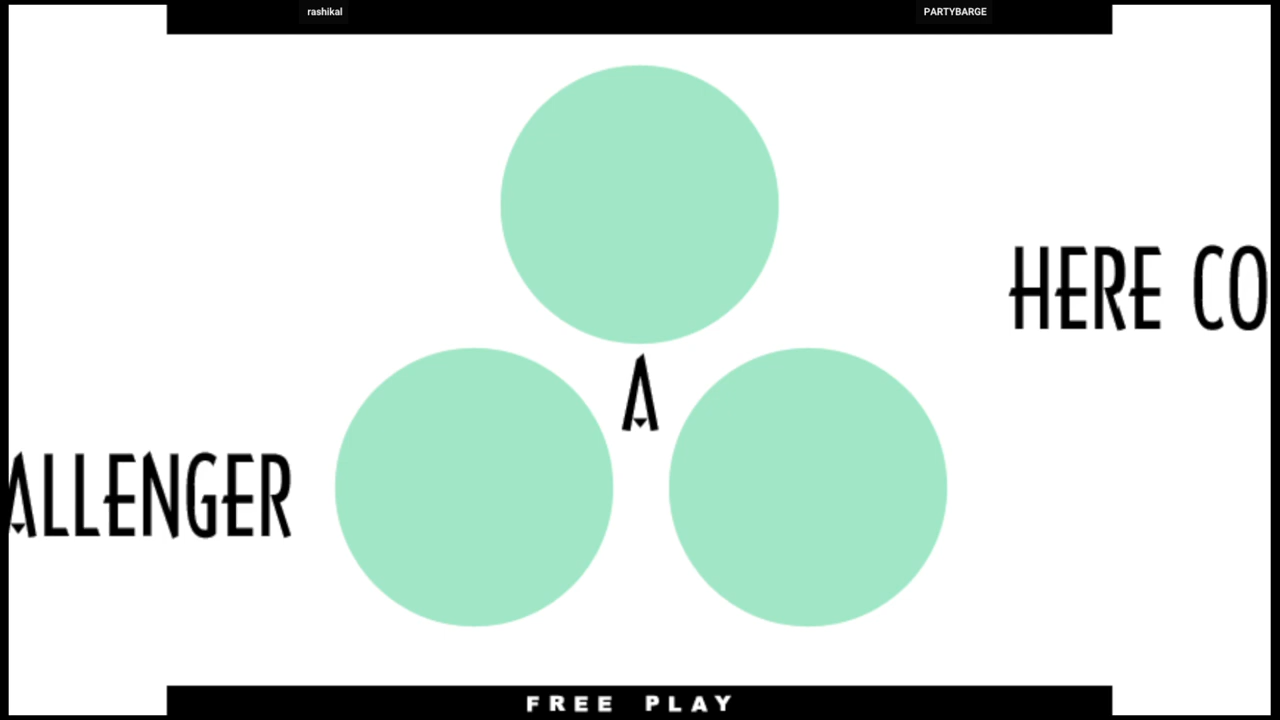 rashikal
PARTYBARGE
HERE CO
A
ALLENGER
FREE PLAY